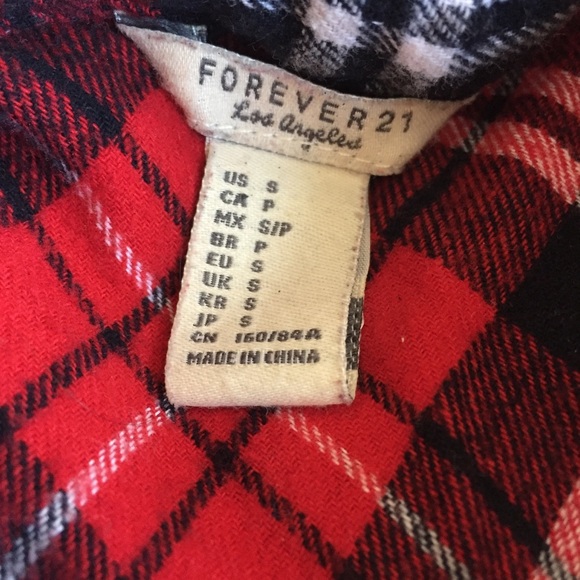 FOREVER 21
Los Angeles
US S
CA P
MX S/P
BR P
EU S
UK S
KR S
JP S
CN 160/84A
MADE IN CHINA